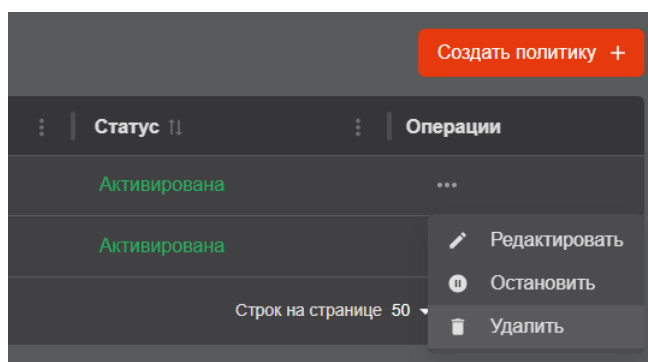 Создать политику +
Статус Операции
Активирована
Редактировать
Активирована
Остановить
Строк на странице 50
Удалить